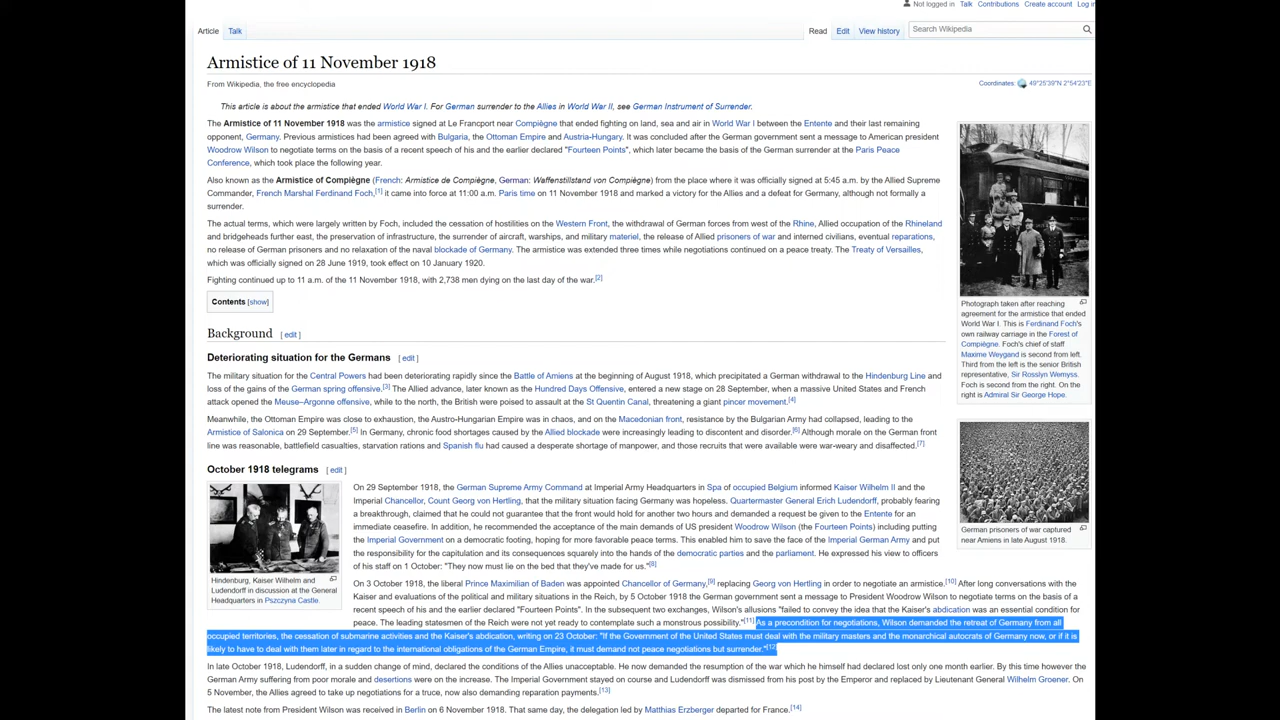 Not logged in Talk Contributions Create account Log in
Article Talk Read Edit View history Search Wikipedia
Armistice of 11 November 1918
From Wikipedia, the free encyclopedia
Coordinates: 49°25′39″N 2°54′23″E
This article is about the armistice that ended World War I. For German surrender to the Allies in World War II, see German Instrument of Surrender.
The Armistice of 11 November 1918 was the armistice signed at Le Francport near Compiègne that ended fighting on land, sea and air in World War I between the Entente and their last remaining
opponent, Germany. Previous armistices had been agreed with Bulgaria, the Ottoman Empire and Austria-Hungary. It was concluded after the German government sent a message to American president
Woodrow Wilson to negotiate terms on the basis of a recent speech of his and the earlier declared "Fourteen Points", which later became the basis of the German surrender at the Paris Peace
Conference, which took place the following year.
Also known as the Armistice of Compiègne (French: Armistice de Compiègne, German: Waffenstillstand von Compiègne) from the place where it was officially signed at 5:45 a.m. by the Allied Supreme
Commander, French Marshal Ferdinand Foch,[1] it came into force at 11:00 a.m. Paris time on 11 November 1918 and marked a victory for the Allies and a defeat for Germany, although not formally a
surrender.
The actual terms, which were largely written by Foch, included the cessation of hostilities on the Western Front, the withdrawal of German forces from west of the Rhine, Allied occupation of the Rhineland
and bridgeheads further east, the preservation of infrastructure, the surrender of aircraft, warships, and military materiel, the release of Allied prisoners of war and interned civilians, eventual reparations,
no release of German prisoners and no relaxation of the naval blockade of Germany. The armistice was extended three times while negotiations continued on a peace treaty. The Treaty of Versailles,
which was officially signed on 28 June 1919, took effect on 10 January 1920.
Fighting continued up to 11 a.m. of the 11 November 1918, with 2,738 men dying on the last day of the war.[2]
Contents [show]
Photograph taken after reaching
agreement for the armistice that ended
World War I. This is Ferdinand Foch's
own railway carriage in the Forest of
Compiègne. Foch's chief of staff
Maxime Weygand is second from left.
Third from the left is the senior British
representative, Sir Rosslyn Wemyss.
Foch is second from the right. On the
right is Admiral Sir George Hope.
Background [ edit ]
Deteriorating situation for the Germans [ edit ]
The military situation for the Central Powers had been deteriorating rapidly since the Battle of Amiens at the beginning of August 1918, which precipitated a German withdrawal to the Hindenburg Line and
loss of the gains of the German spring offensive.[3] The Allied advance, later known as the Hundred Days Offensive, entered a new stage on 28 September, when a massive United States and French
attack opened the Meuse–Argonne offensive, while to the north, the British were poised to assault at the St Quentin Canal, threatening a giant pincer movement.[4]
Meanwhile, the Ottoman Empire was close to exhaustion, the Austro-Hungarian Empire was in chaos, and on the Macedonian front, resistance by the Bulgarian Army had collapsed, leading to the
Armistice of Salonica on 29 September.[5] In Germany, chronic food shortages caused by the Allied blockade were increasingly leading to discontent and disorder.[6] Although morale on the German front
line was reasonable, battlefield casualties, starvation rations and Spanish flu had caused a desperate shortage of manpower, and those recruits that were available were war-weary and disaffected.[7]
German prisoners of war captured
near Amiens in late August 1918.
October 1918 telegrams [ edit ]
Hindenburg, Kaiser Wilhelm and
Ludendorff in discussion at the General
Headquarters in Pszczyna Castle.
On 29 September 1918, the German Supreme Army Command at Imperial Army Headquarters in Spa of occupied Belgium informed Kaiser Wilhelm II and the
Imperial Chancellor, Count Georg von Hertling, that the military situation facing Germany was hopeless. Quartermaster General Erich Ludendorff, probably fearing
a breakthrough, claimed that he could not guarantee that the front would hold for another two hours and demanded a request be given to the Entente for an
immediate ceasefire. In addition, he recommended the acceptance of the main demands of US president Woodrow Wilson (the Fourteen Points) including putting
the Imperial Government on a democratic footing, hoping for more favorable peace terms. This enabled him to save the face of the Imperial German Army and put
the responsibility for the capitulation and its consequences squarely into the hands of the democratic parties and the parliament. He expressed his view to officers
of his staff on 1 October: "They now must lie on the bed that they've made for us."[8]
On 3 October 1918, the liberal Prince Maximilian of Baden was appointed Chancellor of Germany,[9] replacing Georg von Hertling in order to negotiate an armistice.[10] After long conversations with the
Kaiser and evaluations of the political and military situations in the Reich, by 5 October 1918 the German government sent a message to President Woodrow Wilson to negotiate terms on the basis of a
recent speech of his and the earlier declared "Fourteen Points". In the subsequent two exchanges, Wilson's allusions "failed to convey the idea that the Kaiser's abdication was an essential condition for
peace. The leading statesmen of the Reich were not yet ready to contemplate such a monstrous possibility."[11] As a precondition for negotiations, Wilson demanded the retreat of Germany from all
occupied territories, the cessation of submarine activities and the Kaiser's abdication, writing on 23 October: "If the Government of the United States must deal with the military masters and the monarchical autocrats of Germany now, or if it is
likely to have to deal with them later in regard to the international obligations of the German Empire, it must demand not peace negotiations but surrender."[12]
In late October 1918, Ludendorff, in a sudden change of mind, declared the conditions of the Allies unacceptable. He now demanded the resumption of the war which he himself had declared lost only one month earlier. By this time however the
German Army suffering from poor morale and desertions were on the increase. The Imperial Government stayed on course and Ludendorff was dismissed from his post by the Emperor and replaced by Lieutenant General Wilhelm Groener. On
5 November, the Allies agreed to take up negotiations for a truce, now also demanding reparation payments.[13]
The latest note from President Wilson was received in Berlin on 6 November 1918. That same day, the delegation led by Matthias Erzberger departed for France.[14]